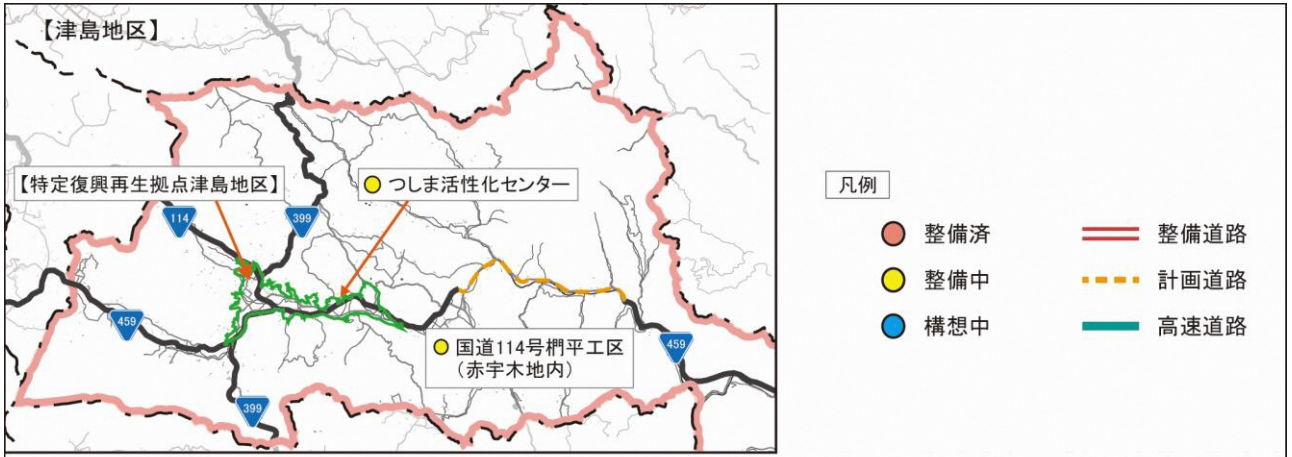 【津島地区】
【特定復興再生拠点津島地区】
つしま活性化センター
114
399
459
国道114号椚平工区
(赤宇木地内)
459
399
凡例
整備済
整備道路
整備中
計画道路
構想中
高速道路